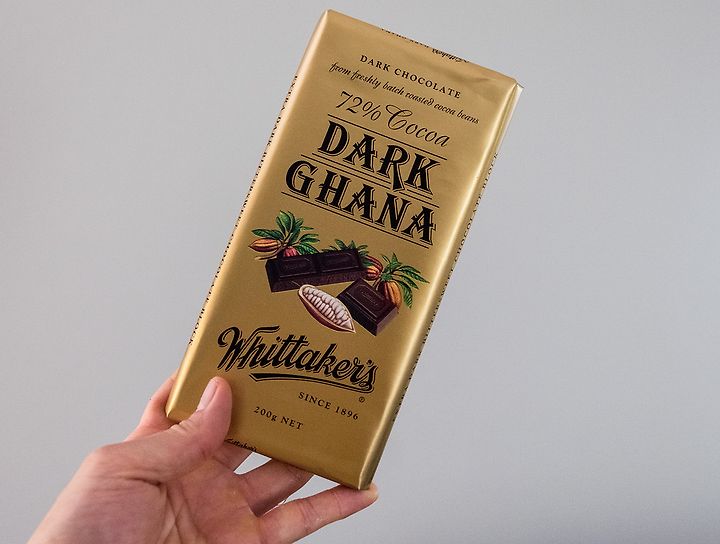 DARK CHOCOLATE
from freshly batch roasted cocoa beans
72% Cocoa
DARK
GHANA
Whittaker's
®
SINCE 1896
200g NET